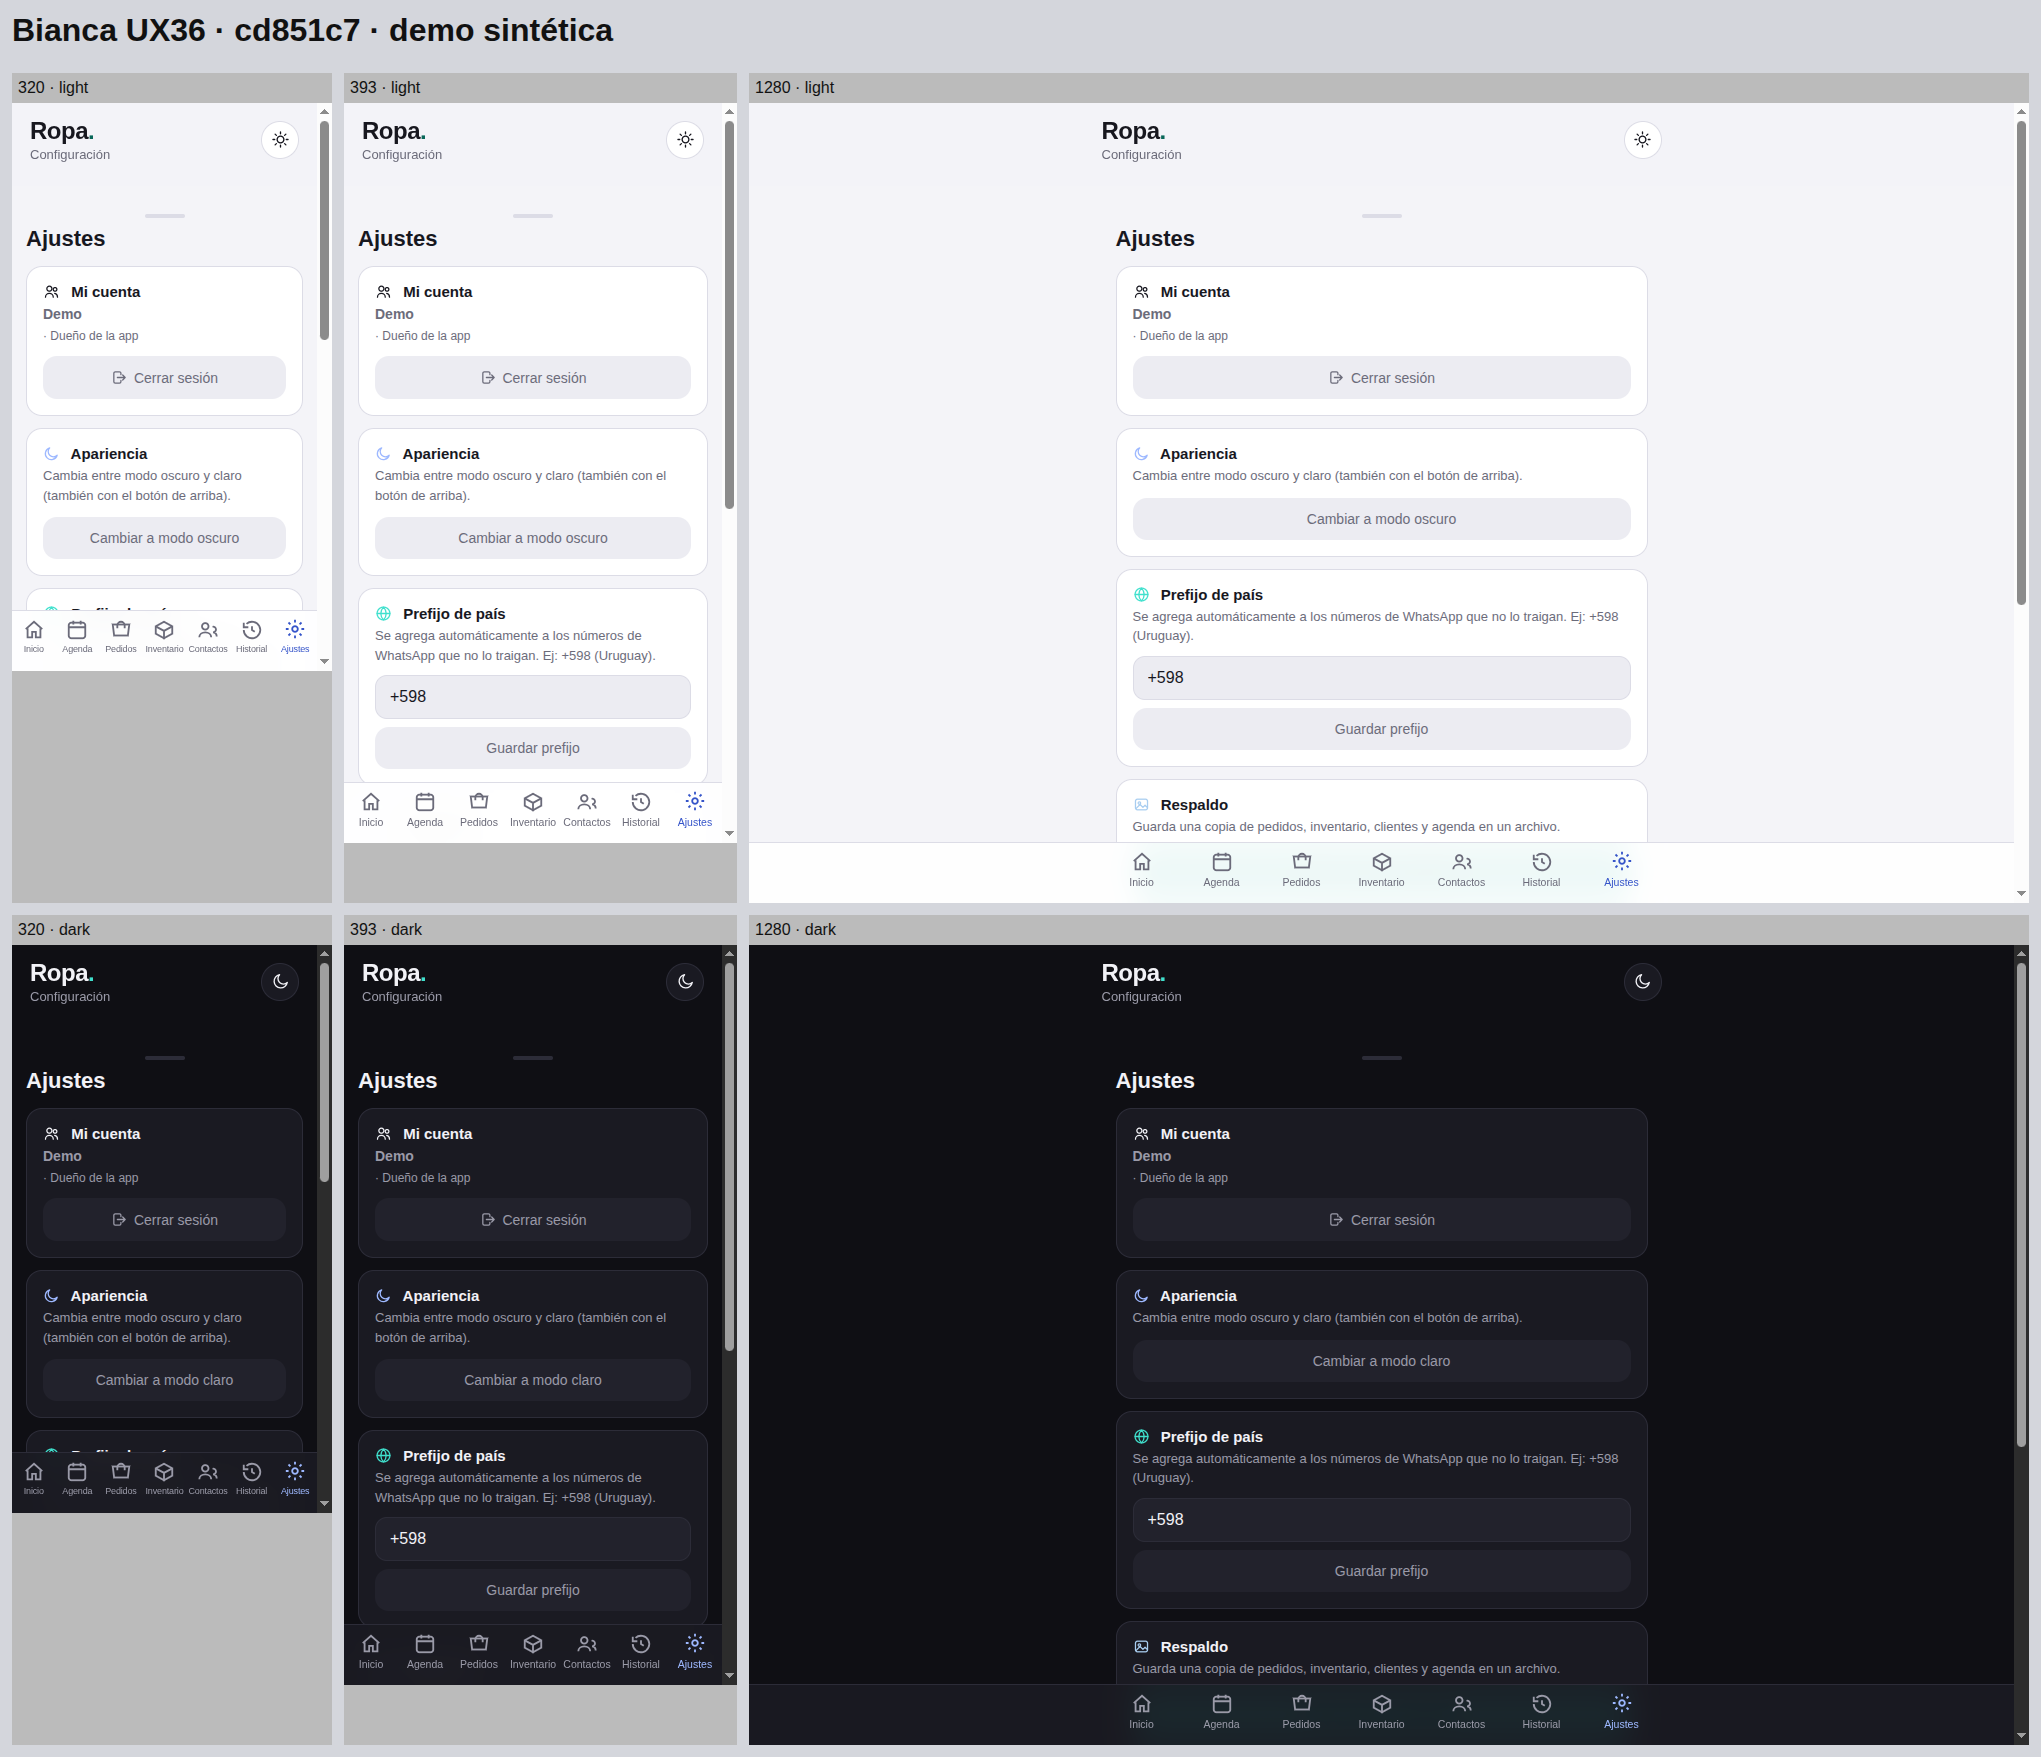 Bianca UX36 · cd851c7 · demo sintética
320 · light
Ropa.
Configuración
Ajustes
Mi cuenta
Demo
· Dueño de la app
Cerrar sesión
Apariencia
Cambia entre modo oscuro y claro
(también con el botón de arriba).
Cambiar a modo oscuro
Inicio Agenda Pedidos Inventario Contactos Historial Ajustes
393 · light
Ropa.
Configuración
Ajustes
Mi cuenta
Demo
· Dueño de la app
Cerrar sesión
Apariencia
Cambia entre modo oscuro y claro (también con el
botón de arriba).
Cambiar a modo oscuro
Prefijo de país
Se agrega automáticamente a los números de
WhatsApp que no lo traigan. Ej: +598 (Uruguay).
+598
Guardar prefijo
Inicio Agenda Pedidos Inventario Contactos Historial Ajustes
1280 · light
Ropa.
Configuración
Ajustes
Mi cuenta
Demo
· Dueño de la app
Cerrar sesión
Apariencia
Cambia entre modo oscuro y claro (también con el botón de arriba).
Cambiar a modo oscuro
Prefijo de país
Se agrega automáticamente a los números de WhatsApp que no lo traigan. Ej: +598
(Uruguay).
+598
Guardar prefijo
Respaldo
Guarda una copia de pedidos, inventario, clientes y agenda en un archivo.
Inicio Agenda Pedidos Inventario Contactos Historial Ajustes
320 · dark
Ropa.
Configuración
Ajustes
Mi cuenta
Demo
· Dueño de la app
Cerrar sesión
Apariencia
Cambia entre modo oscuro y claro
(también con el botón de arriba).
Cambiar a modo claro
Inicio Agenda Pedidos Inventario Contactos Historial Ajustes
393 · dark
Ropa.
Configuración
Ajustes
Mi cuenta
Demo
· Dueño de la app
Cerrar sesión
Apariencia
Cambia entre modo oscuro y claro (también con el
botón de arriba).
Cambiar a modo claro
Prefijo de país
Se agrega automáticamente a los números de
WhatsApp que no lo traigan. Ej: +598 (Uruguay).
+598
Guardar prefijo
Inicio Agenda Pedidos Inventario Contactos Historial Ajustes
1280 · dark
Ropa.
Configuración
Ajustes
Mi cuenta
Demo
· Dueño de la app
Cerrar sesión
Apariencia
Cambia entre modo oscuro y claro (también con el botón de arriba).
Cambiar a modo claro
Prefijo de país
Se agrega automáticamente a los números de WhatsApp que no lo traigan. Ej: +598
(Uruguay).
+598
Guardar prefijo
Respaldo
Guarda una copia de pedidos, inventario, clientes y agenda en un archivo.
Inicio Agenda Pedidos Inventario Contactos Historial Ajustes